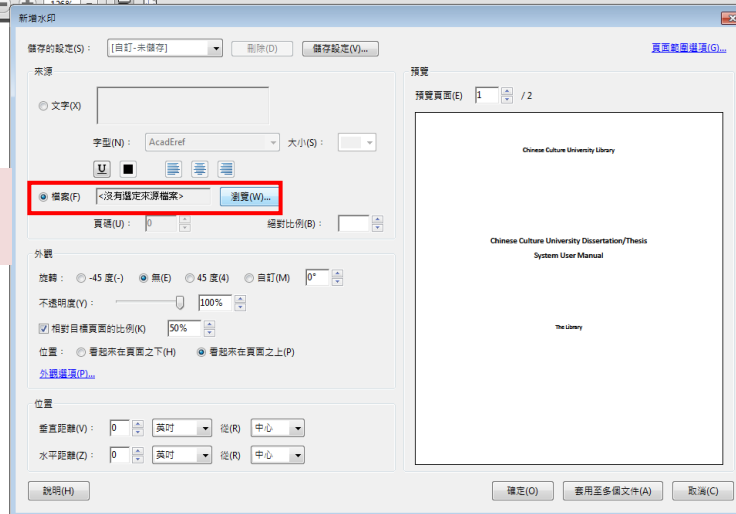 126%
新增水印
儲存的設定(S)： [自訂-未儲存] 刪除(D) 儲存設定(V)... 頁面範圍選項(G)...
來源
文字(X)
字型(N)： AcadEref 大小(S)：
U
檔案(F) <沒有選定來源檔案> 瀏覽(W)...
頁碼(U)： 0 絕對比例(B)：
外觀
旋轉： -45 度(-) 無(E) 45 度(4) 自訂(M) 0°
不透明度(Y)： 100%
相對目標頁面的比例(K) 50%
位置： 看起來在頁面之下(H) 看起來在頁面之上(P)
外觀選項(P)...
位置
垂直距離(V)： 0 英吋 從(R) 中心
水平距離(Z)： 0 英吋 從(R) 中心
預覽
預覽頁面(E) 1 / 2
Chinese Culture University Library
Chinese Culture University Dissertation/Thesis
System User Manual
The Library
說明(H) 確定(O) 套用至多個文件(A) 取消(C)